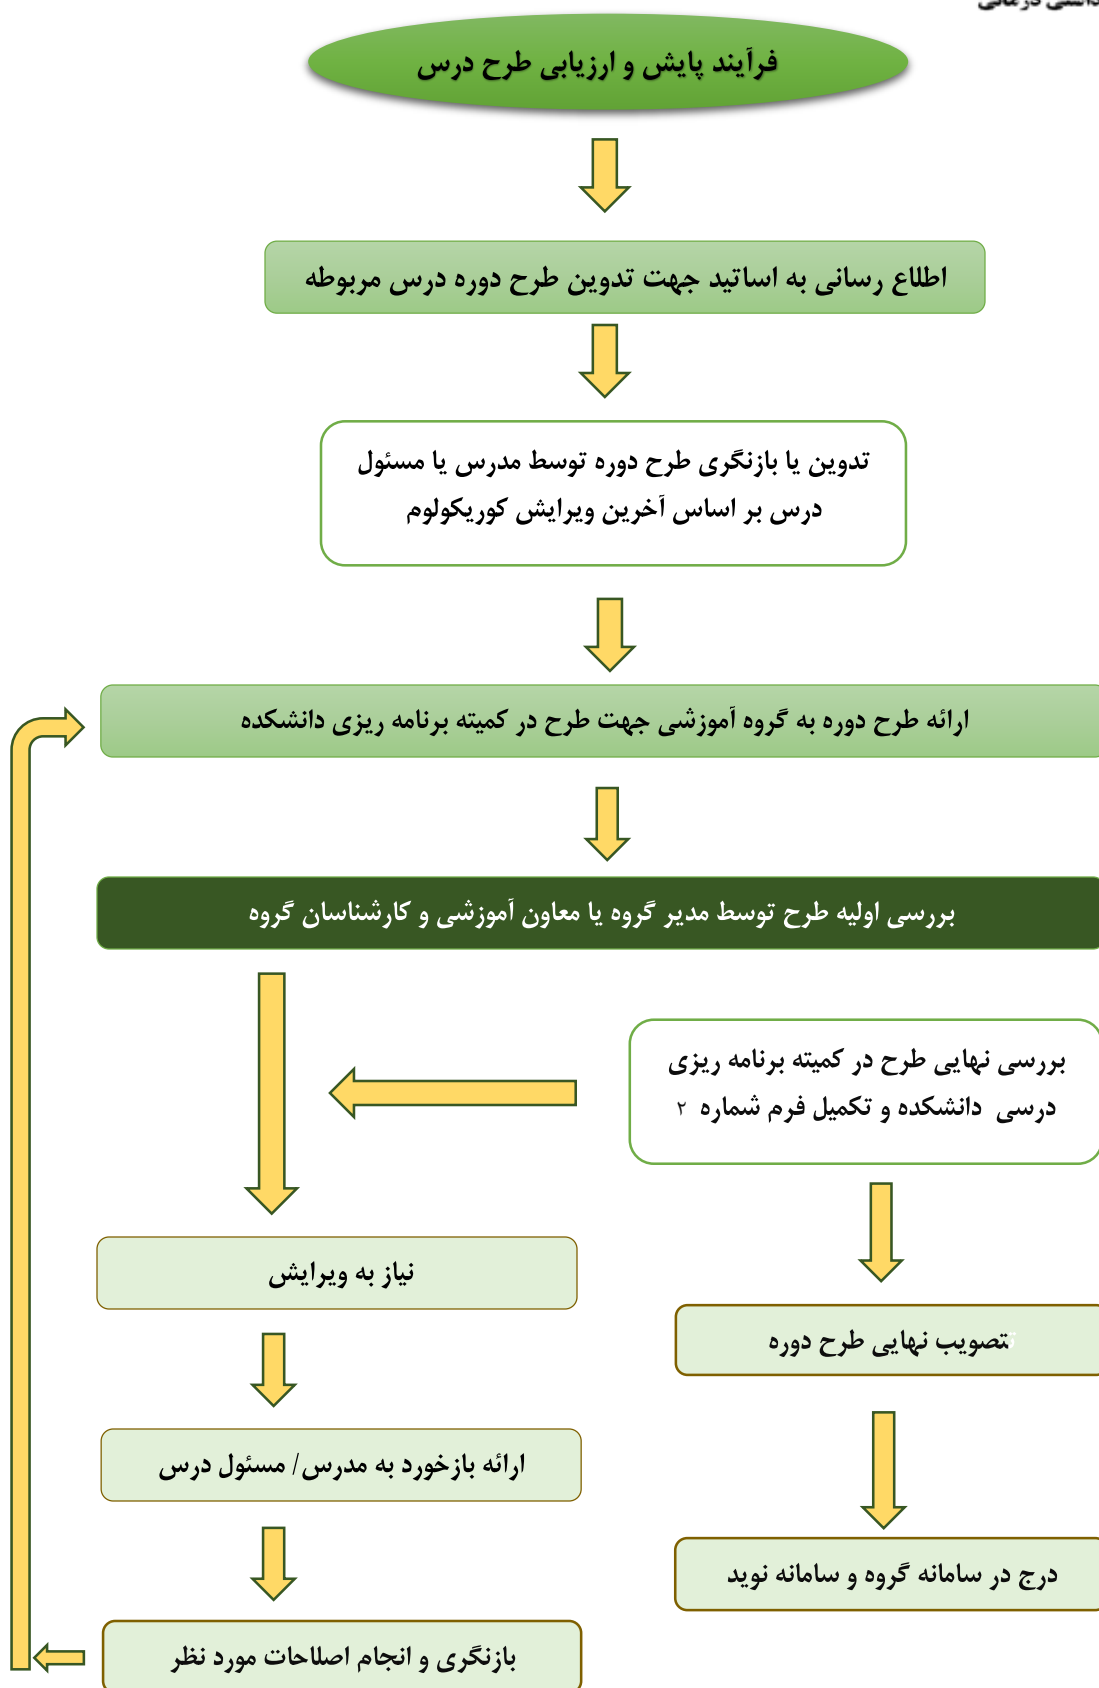 فرآیند پایش و ارزیابی طرح درس
اطلاع رسانی به اساتید جهت تدوین طرح دوره درس مربوطه
تدوین یا بازنگری طرح دوره توسط مدرس یا مسئول
درس بر اساس آخرین ویرایش کوریکولوم
ارائه طرح دوره به گروه آموزشی جهت طرح در کمیته برنامه ریزی دانشکده
بررسی اولیه طرح توسط مدیر گروه یا معاون آموزشی و کارشناسان گروه
بررسی نهایی طرح در کمیته برنامه ریزی
درسی دانشکده و تکمیل فرم شماره ۲
نیاز به ویرایش
تتصویب نهایی طرح دوره
ارائه بازخورد به مدرس/ مسئول درس
درج در سامانه گروه و سامانه نوید
بازنگری و انجام اصلاحات مورد نظر